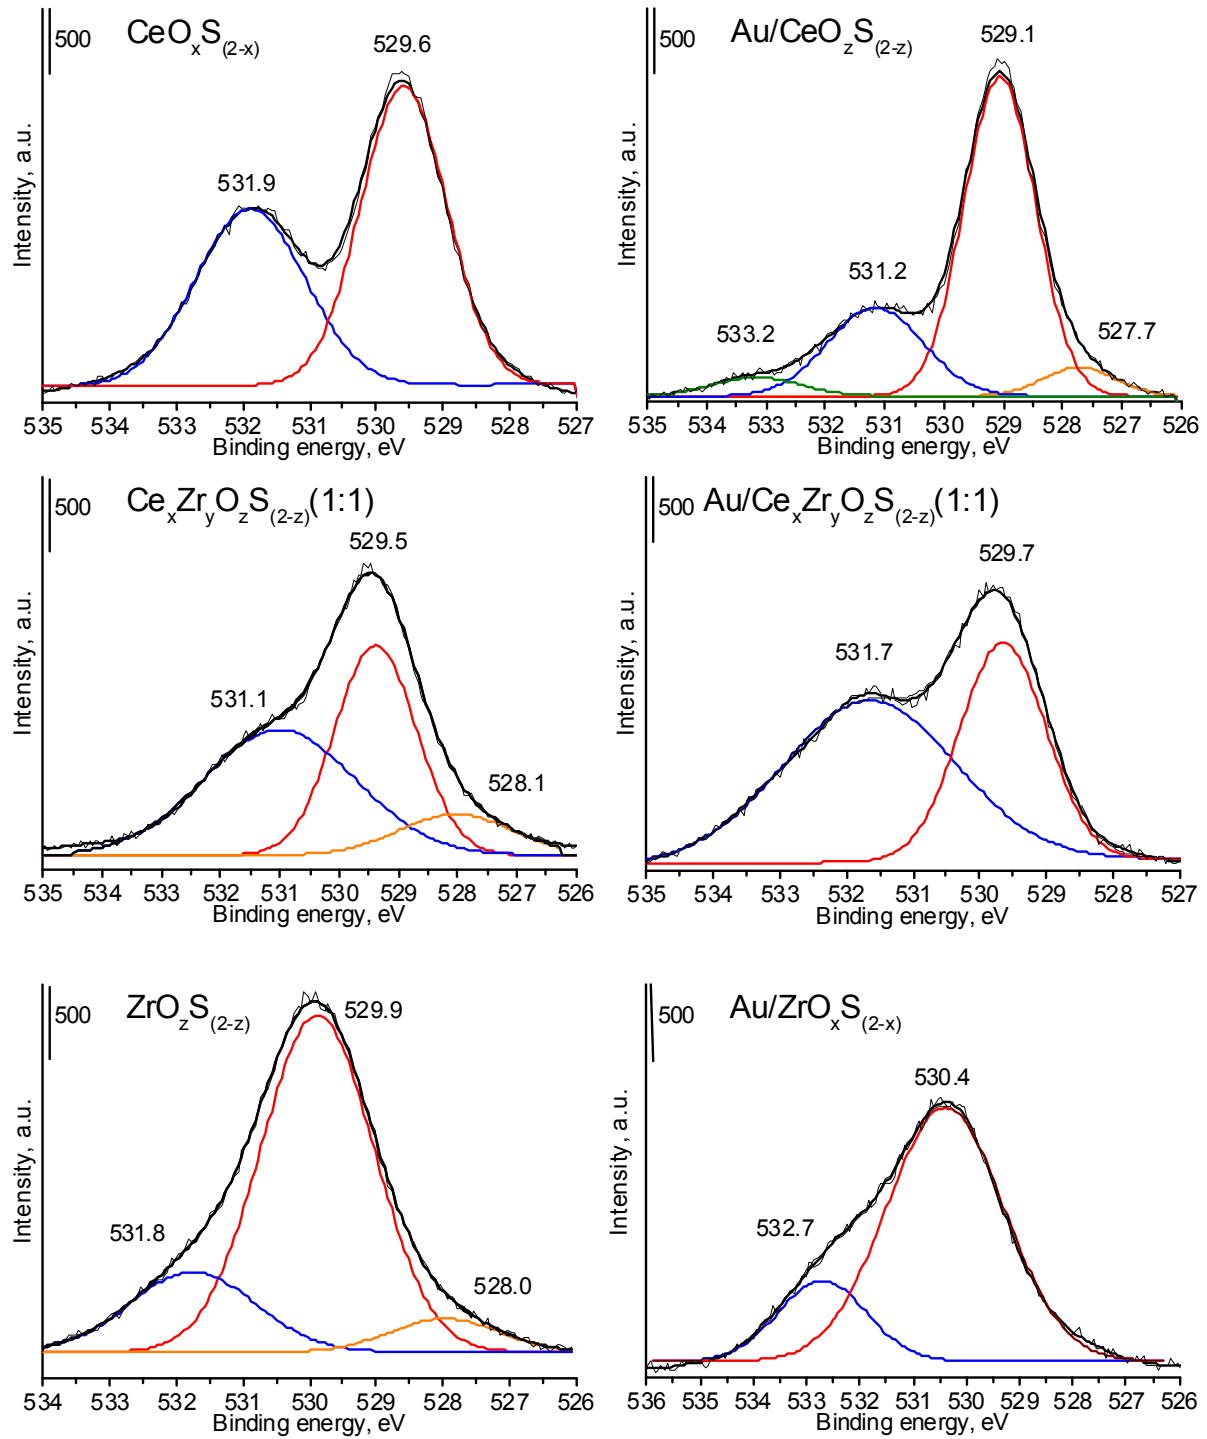 500
CeOxS(2-x)
529.6
531.9
Intensity, a.u.
535 534 533 532 531 530 529 528 527
Binding energy, eV
500
Au/CeOzS(2-z)
529.1
531.2
533.2
527.7
Intensity, a.u.
535 534 533 532 531 530 529 528 527 526
Binding energy, eV
500
CexZryOzS(2-z)(1:1)
529.5
531.1
528.1
Intensity, a.u.
535 534 533 532 531 530 529 528 527 526
Binding energy, eV
500
Au/CexZryOzS(2-z)(1:1)
529.7
531.7
Intensity, a.u.
535 534 533 532 531 530 529 528 527
Binding energy, eV
500
ZrOzS(2-z)
529.9
531.8
528.0
Intensity, a.u.
534 533 532 531 530 529 528 527 526
Binding energy, eV
500
Au/ZrOxS(2-x)
530.4
532.7
Intensity, a.u.
536 535 534 533 532 531 530 529 528 527 526
Binding energy, eV